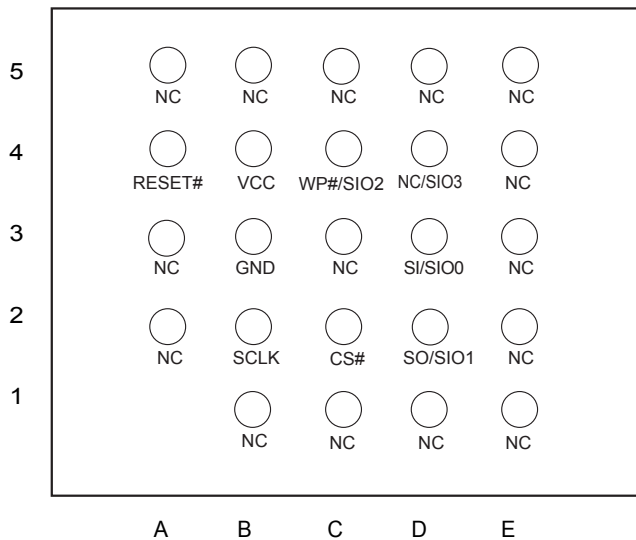 5
NC NC NC NC NC
4
RESET# VCC WP#/SIO2 NC/SIO3 NC
3
NC GND NC SI/SIO0 NC
2
NC SCLK CS# SO/SIO1 NC
1
NC NC NC NC
A B C D E